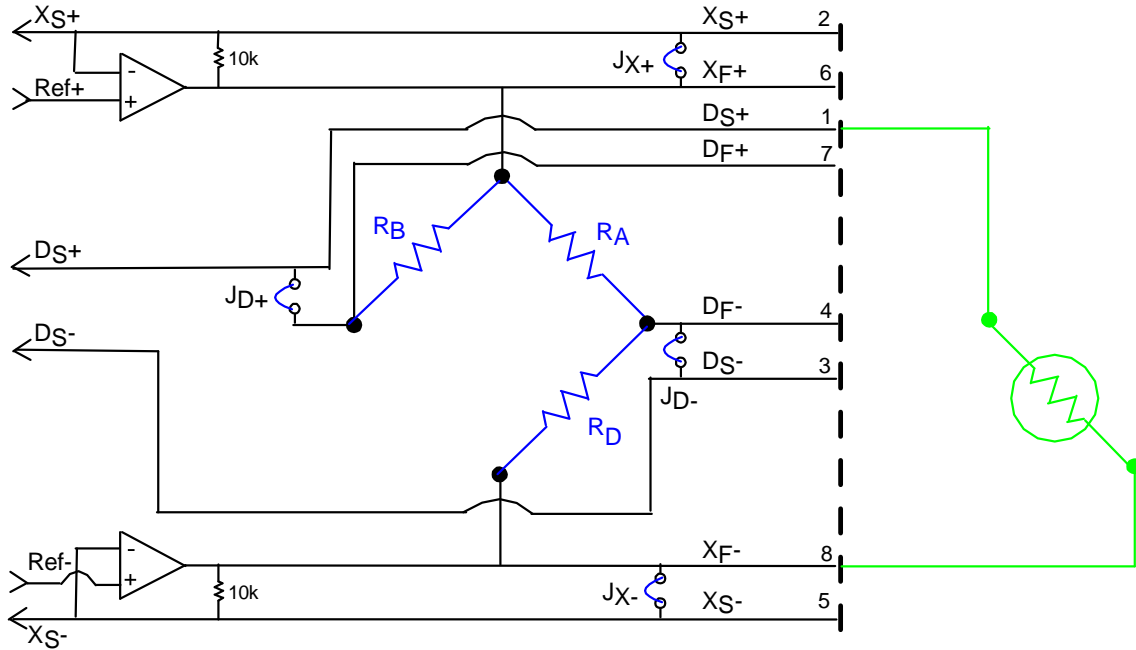 XS+
XS+
2
10k
JX+
XF+
6
-
Ref+
+
DS+
1
DF+
7
RB
RA
DS+
JD+
DF-
4
DS-
DS-
3
JD-
RD
Ref-
-
+
XF-
8
10k
JX-
XS-
5
XS-